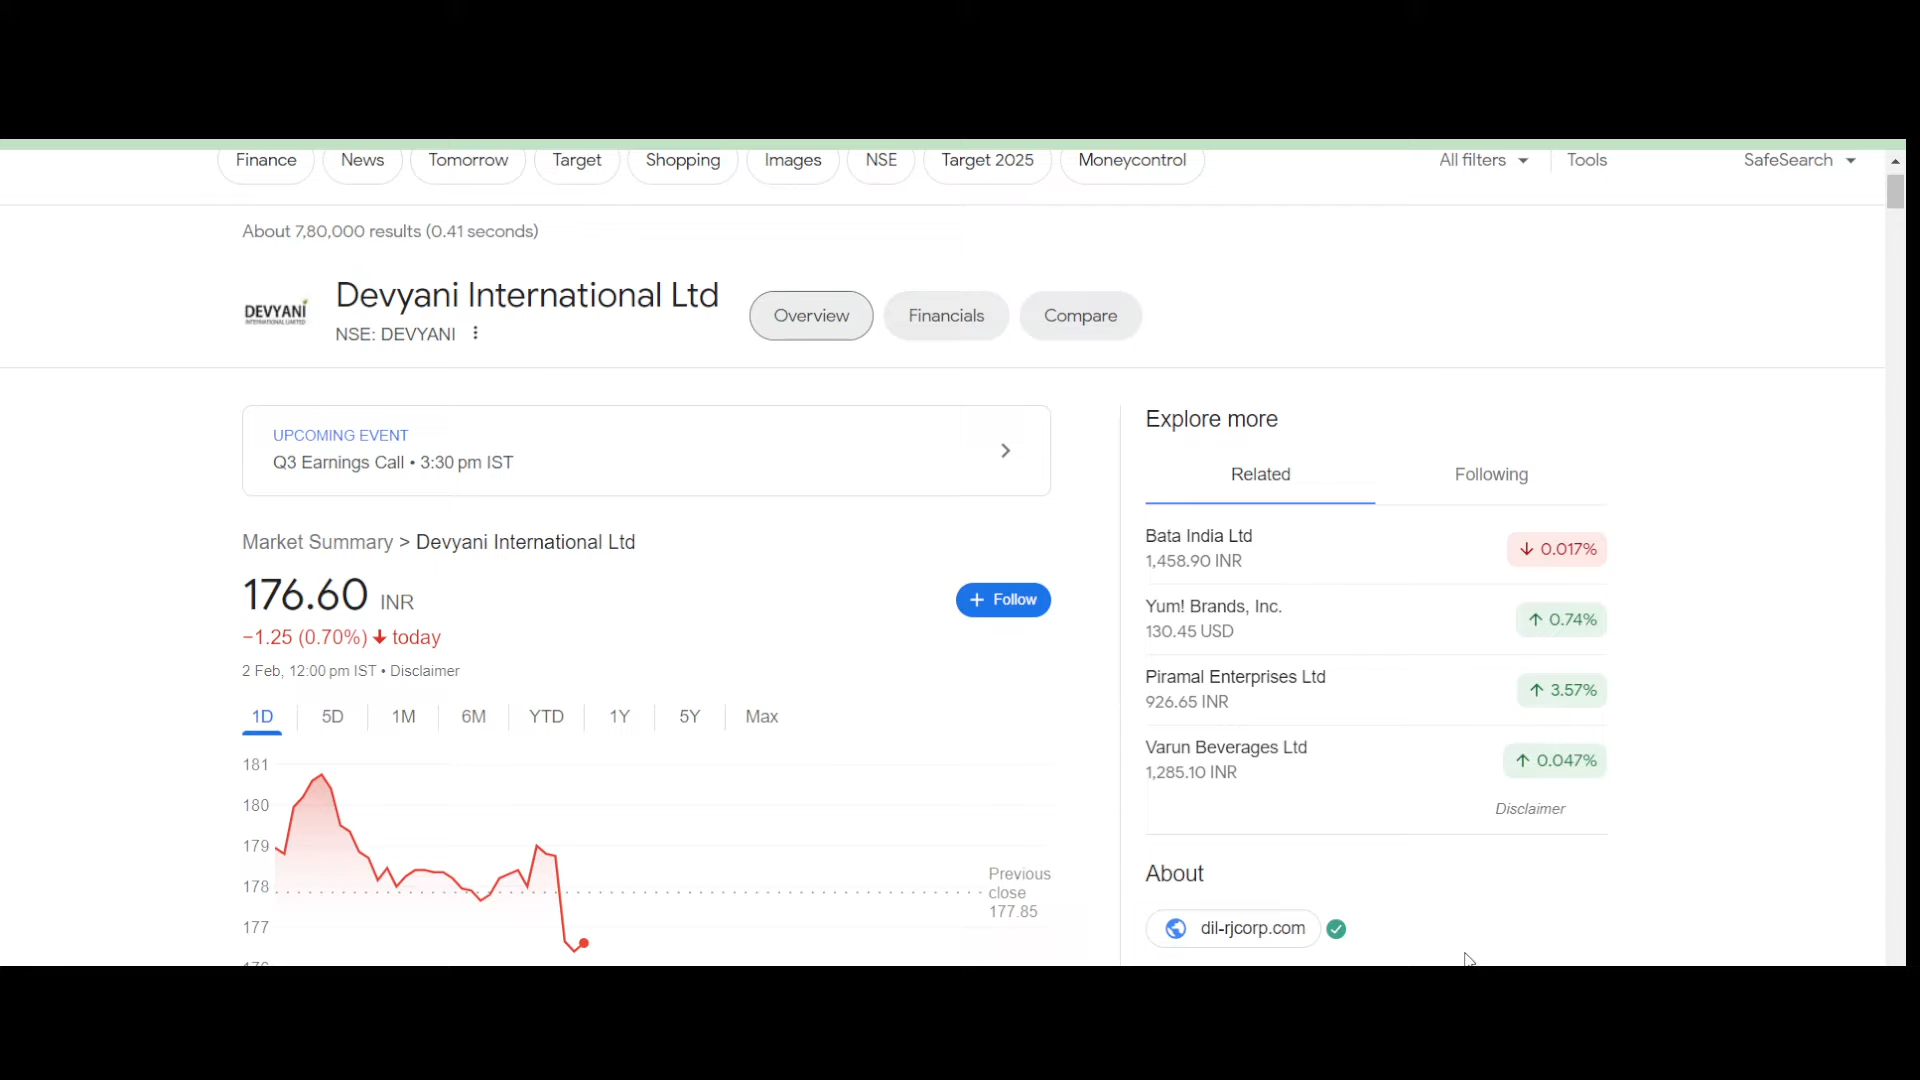 Finance News Tomorrow Target Shopping Images NSE Target 2025 Moneycontrol All filters Tools SafeSearch
About 7,80,000 results (0.41 seconds)
DEVYANI
INTERNATIONAL LIMITED
Devyani International Ltd
NSE: DEVYANI
Overview Financials Compare
UPCOMING EVENT
Q3 Earnings Call • 3:30 pm IST
Market Summary > Devyani International Ltd
176.60 INR
+ Follow
−1.25 (0.70%) today
2 Feb, 12:00 pm IST • Disclaimer
1D 5D 1M 6M YTD 1Y 5Y Max
181
180
179
178
177
Previous
close
177.85
Explore more
Related Following
Bata India Ltd
1,458.90 INR
0.017%
Yum! Brands, Inc.
130.45 USD
0.74%
Piramal Enterprises Ltd
926.65 INR
3.57%
Varun Beverages Ltd
1,285.10 INR
0.047%
Disclaimer
About
dil-rjcorp.com